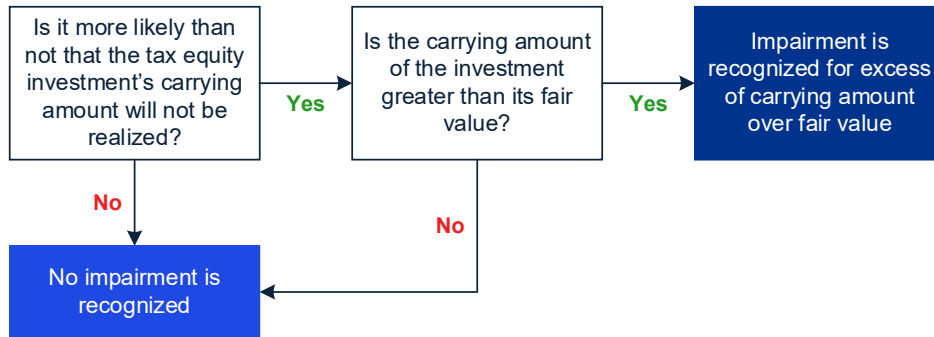 Is it more likely than
not that the tax equity
investment's carrying
amount will not be
realized?
Yes
Is the carrying amount
of the investment
greater than its fair
value?
Yes
Impairment is
recognized for excess
of carrying amount
over fair value
No
No
No impairment is
recognized